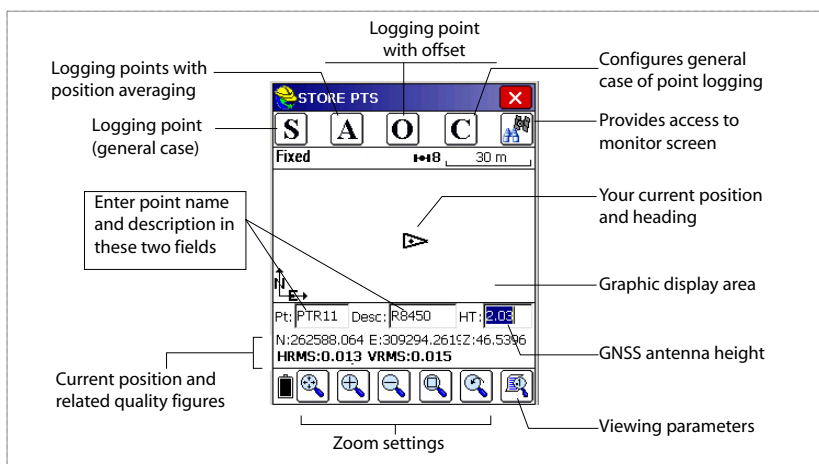 Logging point
with offset
Logging points with
position averaging
Configures general
case of point logging
STORE PTS
Logging point
(general case)
S A O C
Provides access to
monitor screen
Fixed 8 30 m
Enter point name
and description in
these two fields
Your current position
and heading
N
E
Graphic display area
Pt: PTR11 Desc: R8450 HT: 2.03
N:262588.064 E:309294.2619Z:46.5396
HRMS:0.013 VRMS:0.015
GNSS antenna height
Current position and
related quality figures
Zoom settings
Viewing parameters